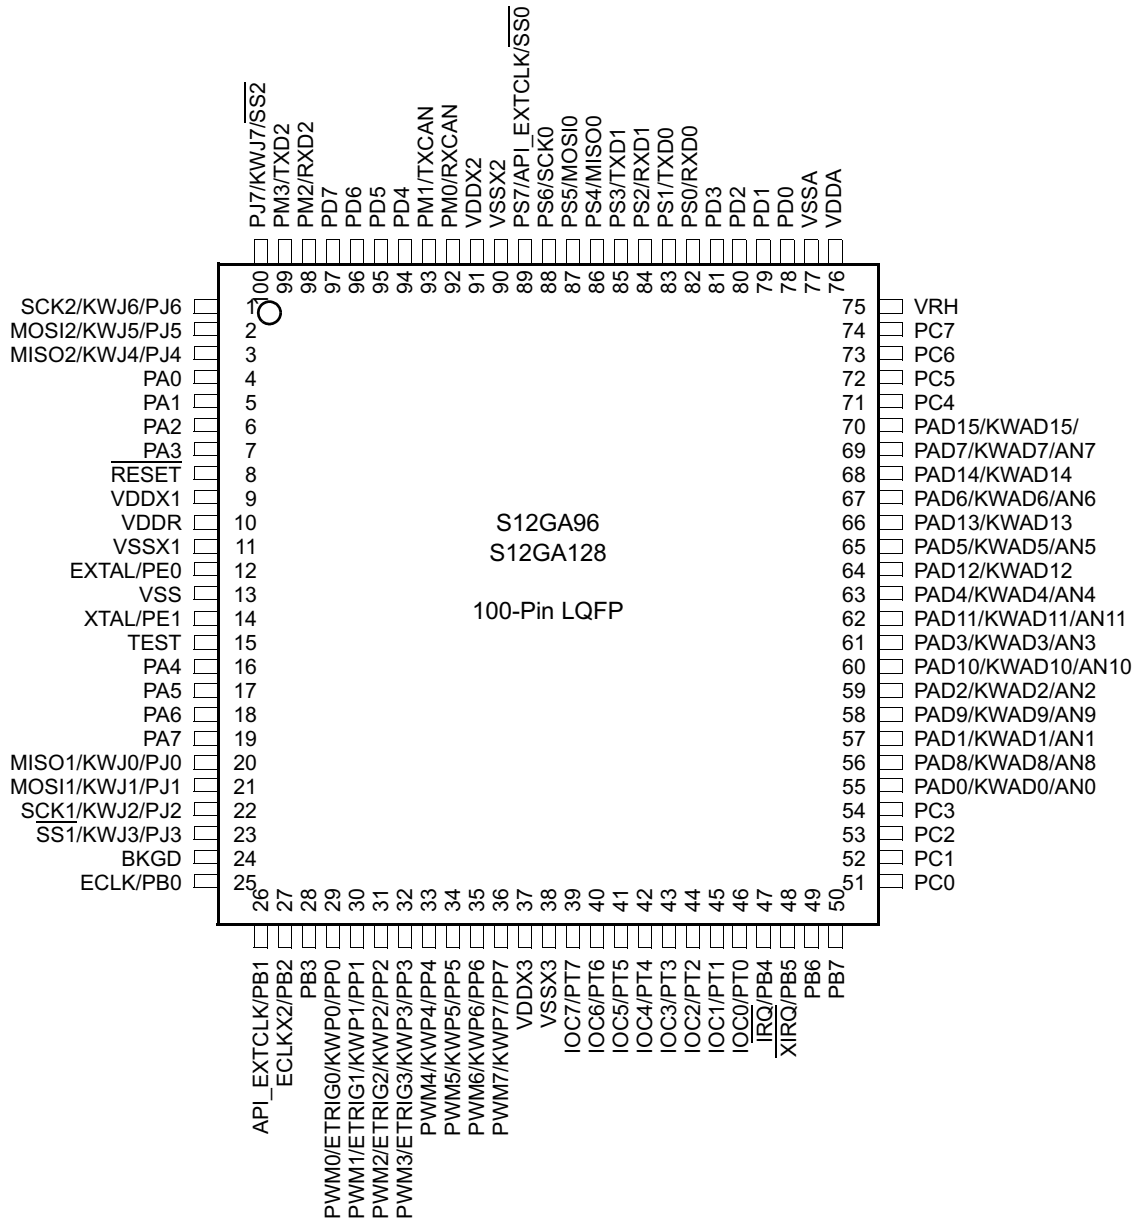 PJ7/KWJ7/SS2
PM3/TXD2
PM2/RXD2
PD7
PD6
PD5
PD4
PM1/TXCAN
PM0/RXCAN
VDDX2
VSSX2
PS7/API_EXTCLK/SS0
PS6/SCK0
PS5/MOSI0
PS4/MISO0
PS3/TXD1
PS2/RXD1
PS1/TXD0
PS0/RXD0
PD3
PD2
PD1
PD0
VSSA
VDDA
100
99
98
97
96
95
94
93
92
91
90
89
88
87
86
85
84
83
82
81
80
79
78
77
76
SCK2/KWJ6/PJ6 1
MOSI2/KWJ5/PJ5 2
MISO2/KWJ4/PJ4 3
PA0 4
PA1 5
PA2 6
PA3 7
RESET 8
VDDX1 9
VDDR 10
VSSX1 11
EXTAL/PE0 12
VSS 13
XTAL/PE1 14
TEST 15
PA4 16
PA5 17
PA6 18
PA7 19
MISO1/KWJ0/PJ0 20
MOSI1/KWJ1/PJ1 21
SCK1/KWJ2/PJ2 22
SS1/KWJ3/PJ3 23
BKGD 24
ECLK/PB0 25
S12GA96
S12GA128
100-Pin LQFP
75 VRH
74 PC7
73 PC6
72 PC5
71 PC4
70 PAD15/KWAD15/
69 PAD7/KWAD7/AN7
68 PAD14/KWAD14
67 PAD6/KWAD6/AN6
66 PAD13/KWAD13
65 PAD5/KWAD5/AN5
64 PAD12/KWAD12
63 PAD4/KWAD4/AN4
62 PAD11/KWAD11/AN11
61 PAD3/KWAD3/AN3
60 PAD10/KWAD10/AN10
59 PAD2/KWAD2/AN2
58 PAD9/KWAD9/AN9
57 PAD1/KWAD1/AN1
56 PAD8/KWAD8/AN8
55 PAD0/KWAD0/AN0
54 PC3
53 PC2
52 PC1
51 PC0
26
27
28
29
30
31
32
33
34
35
36
37
38
39
40
41
42
43
44
45
46
47
48
49
50
API_EXTCLK/PB1
ECLKX2/PB2
PB3
PWM0/ETRIG0/KWP0/PP0
PWM1/ETRIG1/KWP1/PP1
PWM2/ETRIG2/KWP2/PP2
PWM3/ETRIG3/KWP3/PP3
PWM4/KWP4/PP4
PWM5/KWP5/PP5
PWM6/KWP6/PP6
PWM7/KWP7/PP7
VDDX3
VSSX3
IOC7/PT7
IOC6/PT6
IOC5/PT5
IOC4/PT4
IOC3/PT3
IOC2/PT2
IOC1/PT1
IOC0/PT0
IRQ/PB4
XIRQ/PB5
PB6
PB7